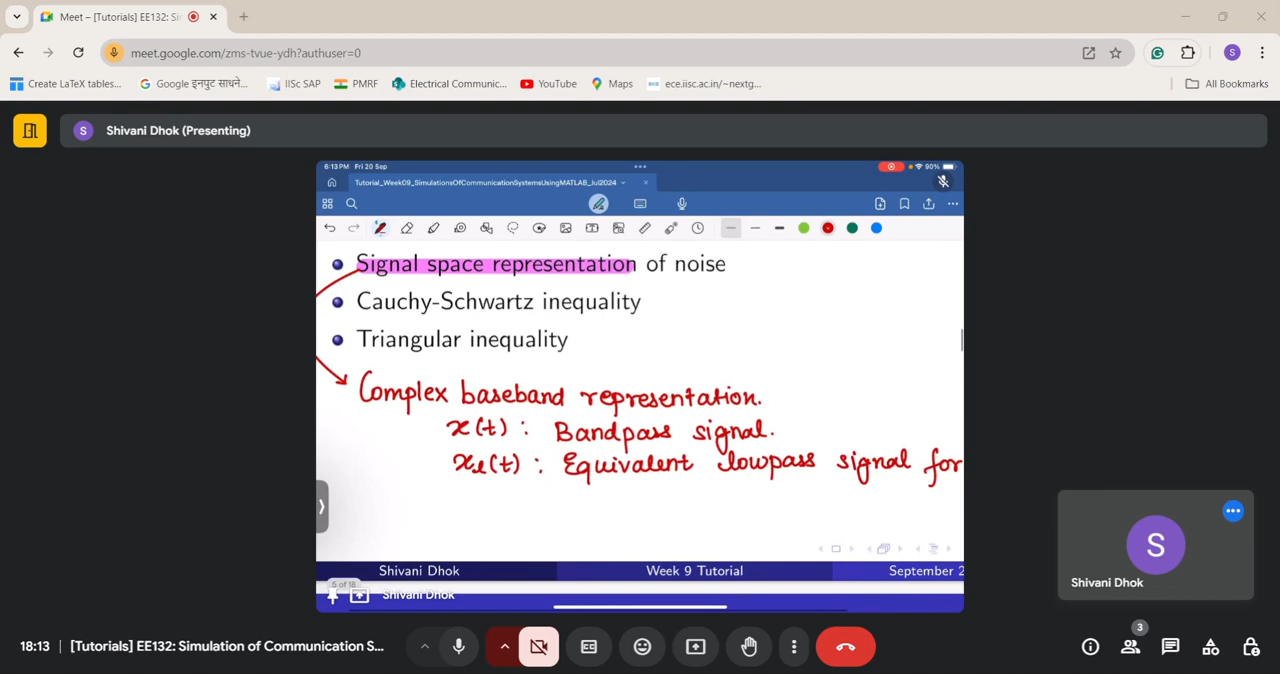 Meet – [Tutorials] EE132: Si
meet.google.com/zms-tvue-ydh?authuser=0
Create LaTeX tables...
Google इनपुट साधने...
IISc SAP
PMRF
Electrical Communic...
YouTube
Maps
ece.iisc.ac.in/~nextg...
All Bookmarks
S
S Shivani Dhok (Presenting)
6:13 PM Fri 20 Sep
90%
Tutorial_Week09_SimulationsOfCommunicationSystemsUsingMATLAB_Jul2024
Signal space representation of noise
Cauchy-Schwartz inequality
Triangular inequality
Complex baseband representation.
x(t) : Bandpass signal.
xl(t) : Equivalent lowpass signal for
Shivani Dhok Week 9 Tutorial September 2
5 of 18
Shivani Dhok
S
Shivani Dhok
18:13 | [Tutorials] EE132: Simulation of Communication S...
3